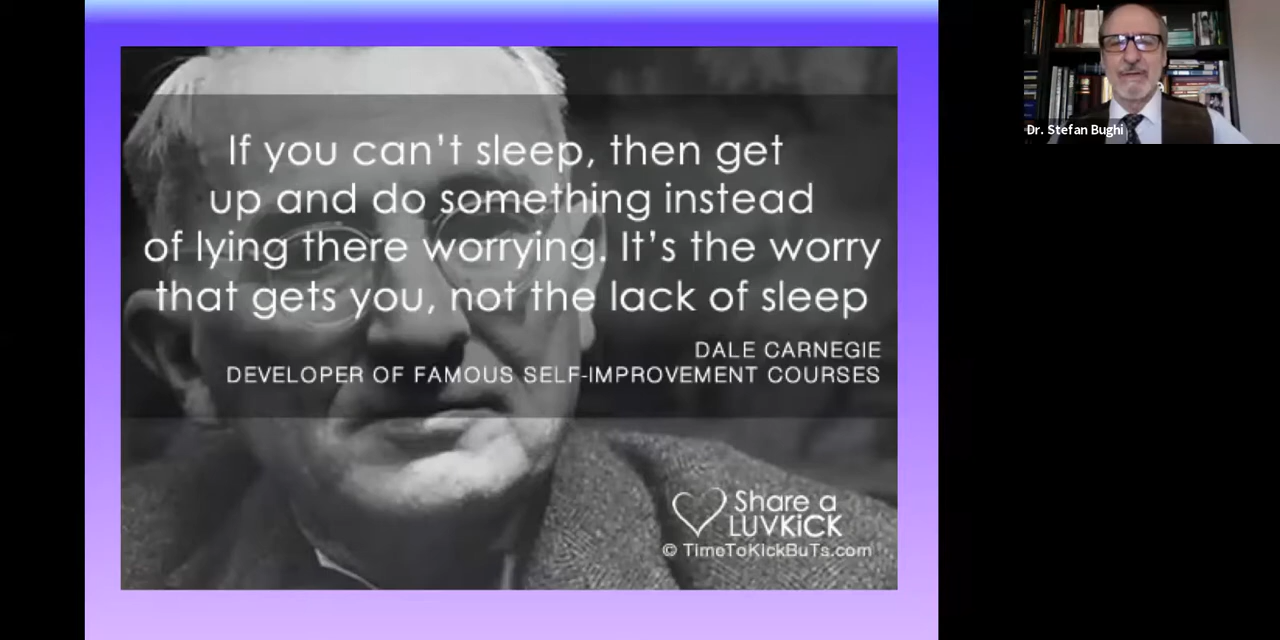 If you can't sleep, then get
up and do something instead
of lying there worrying. It's the worry
that gets you, not the lack of sleep
DALE CARNEGIE
DEVELOPER OF FAMOUS SELF-IMPROVEMENT COURSES
Share a
LUVKiCK
© TimeToKIckBuTs.com
Dr. Stefan Bughi